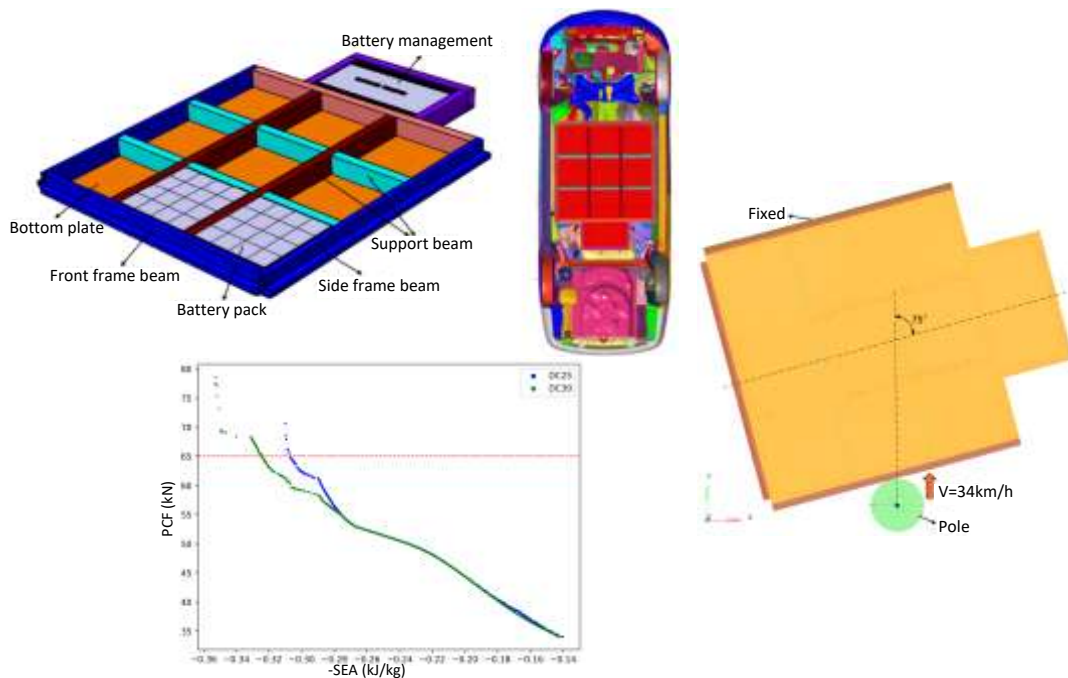 Battery management
Bottom plate
Front frame beam
Battery pack
Side frame beam
Support beam
Fixed
75°
V=34km/h
Pole
80
75
70
65
60
55
50
45
40
35
PCF (kN)
DC25
DC20
−0.36 −0.34 −0.32 −0.30 −0.28 −0.26 −0.24 −0.22 −0.20 −0.18 −0.16 −0.14
-SEA (kJ/kg)